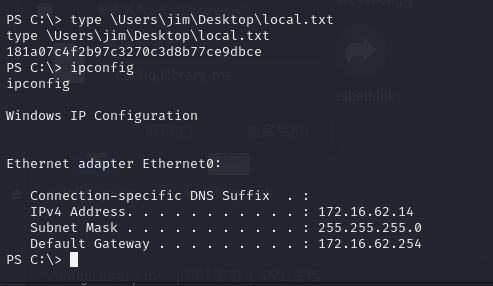 PS C:\> type \Users\jim\Desktop\local.txt
type \Users\jim\Desktop\local.txt
181a07c4f2b97c3270c3d8b77ce9dbce
PS C:\> ipconfig
ipconfig
Windows IP Configuration
Ethernet adapter Ethernet0:
Connection-specific DNS Suffix . :
IPv4 Address. . . . . . . . . . . : 172.16.62.14
Subnet Mask . . . . . . . . . . . : 255.255.255.0
Default Gateway . . . . . . . . . : 172.16.62.254
PS C:\>